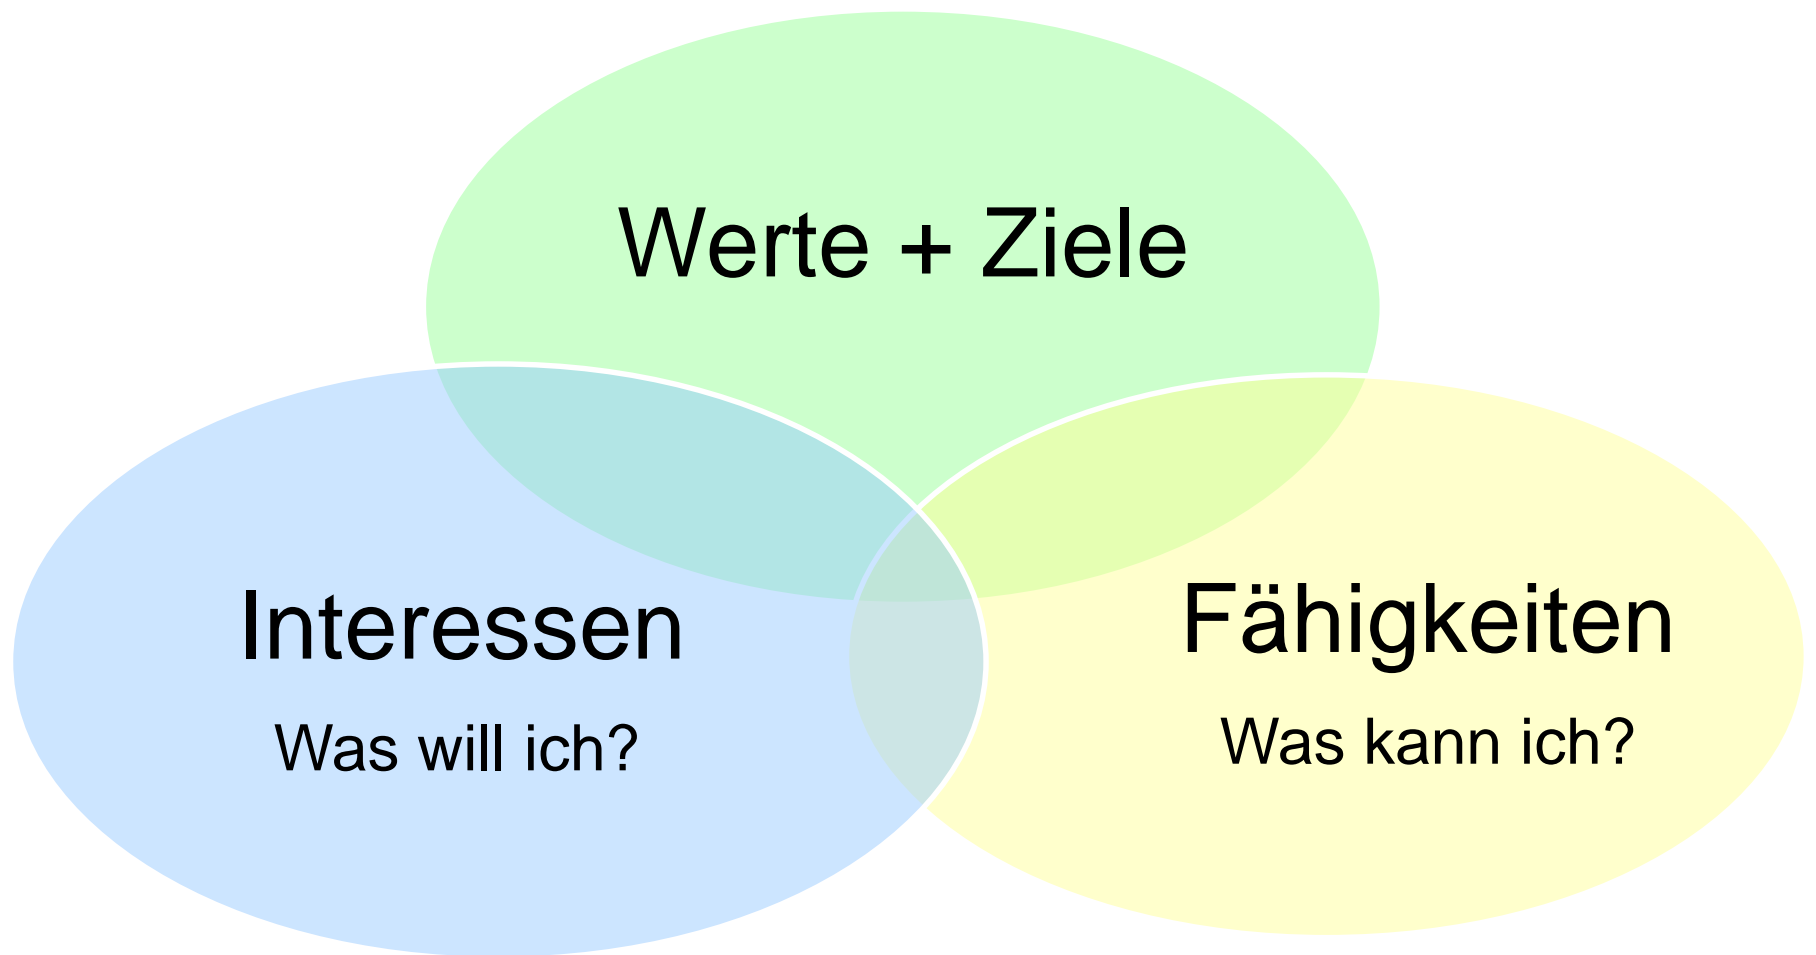 Werte + Ziele
Interessen
Was will ich?
Fähigkeiten
Was kann ich?